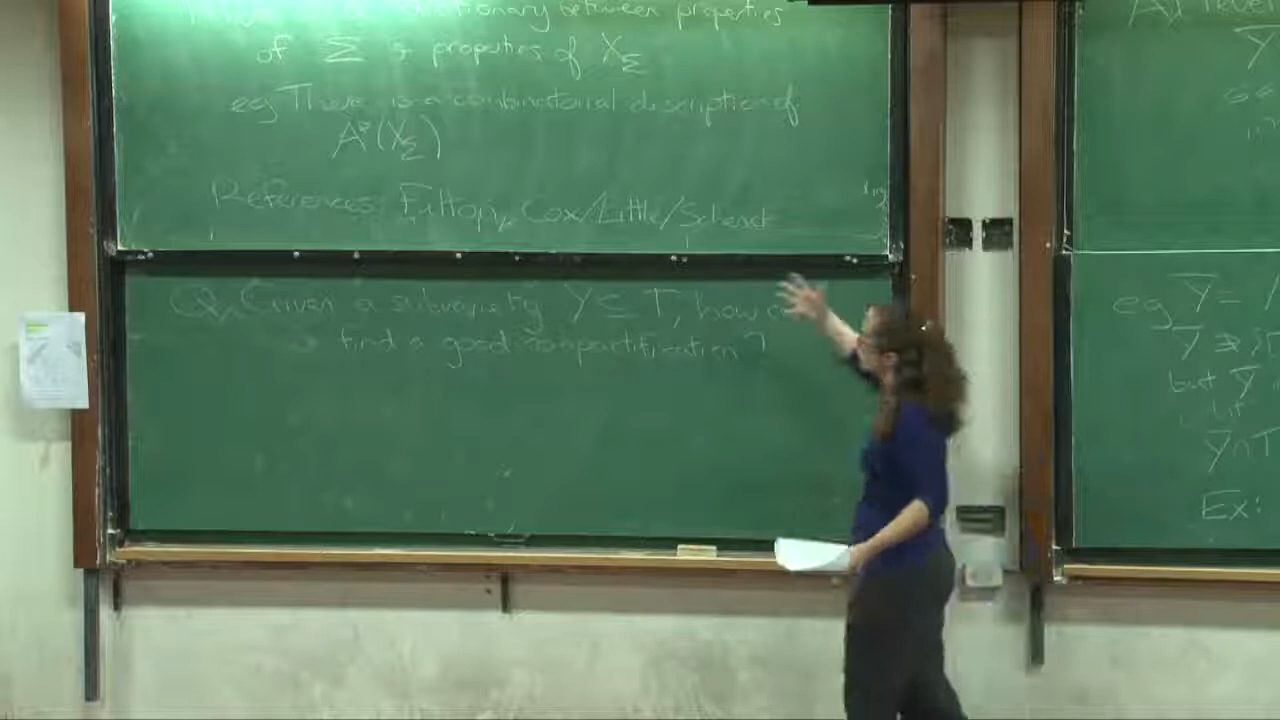 dictionary between properties
of Σ & properties of X_Σ
eg There is a combinatorial description of
A*(X_Σ)
References: Fulton, Cox/Little/Schenck
Q: Given a subvariety Y ⊆ T, how
find a good compactification?
Ȳ
eg Ȳ =
Ȳ
but Ȳ
Ȳ∩T
Ex: